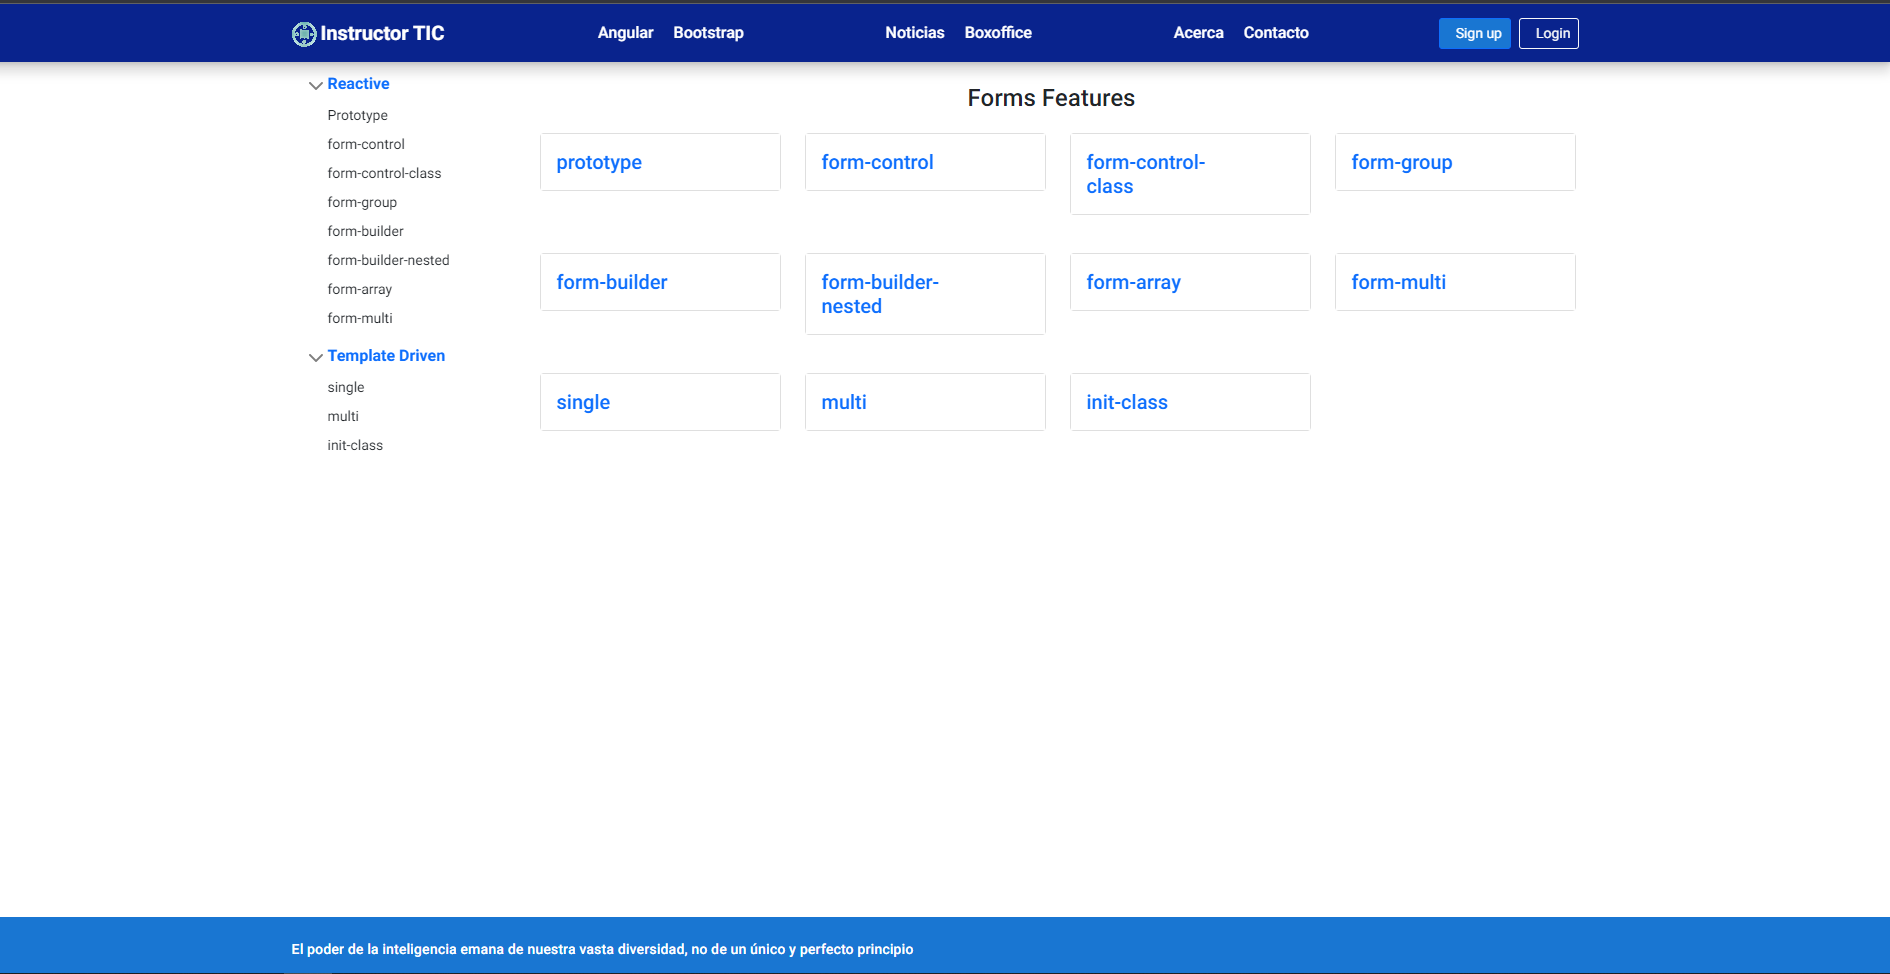 Instructor TIC Angular Bootstrap Noticias Boxoffice Acerca Contacto Sign up Login
Reactive
Prototype
form-control
form-control-class
form-group
form-builder
form-builder-nested
form-array
form-multi
Template Driven
single
multi
init-class
Forms Features
prototype
form-control
form-control-
class
form-group
form-builder
form-builder-
nested
form-array
form-multi
single
multi
init-class
El poder de la inteligencia emana de nuestra vasta diversidad, no de un único y perfecto principio